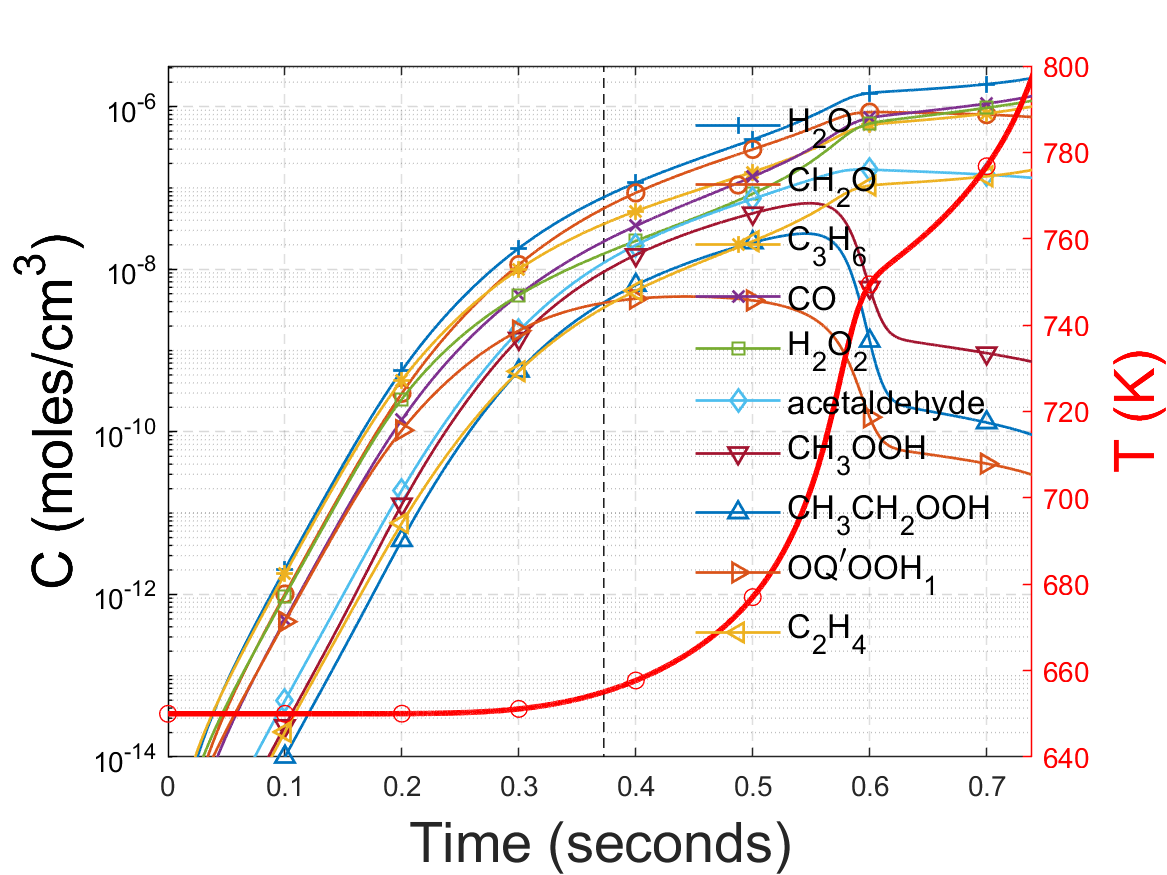 800
10⁻⁶
H₂O
780
CH₂O
760
C₃H₆
10⁻⁸
CO
740
H₂O₂
720
acetaldehyde
10⁻¹⁰
CH₃OOH
700
CH₃CH₂OOH
OQ′OOH₁
680
10⁻¹²
C₂H₄
660
10⁻¹⁴
640
0 0.1 0.2 0.3 0.4 0.5 0.6 0.7
Time (seconds)
C (moles/cm³)
T (K)